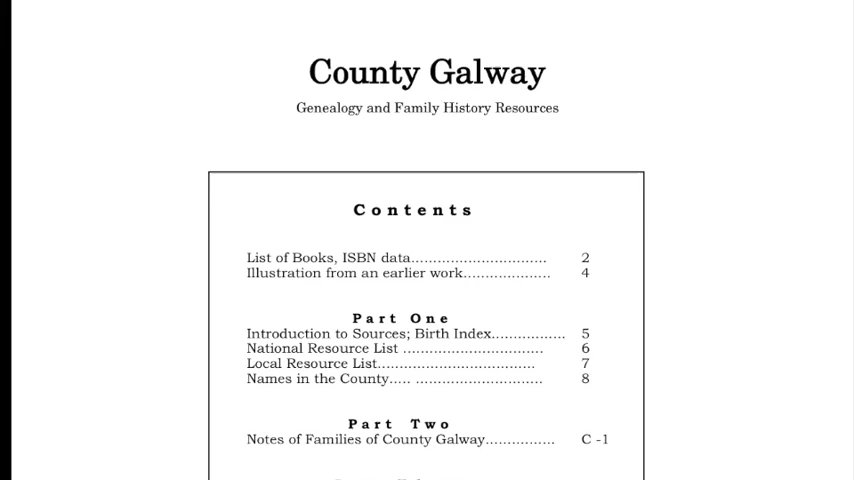 County Galway
Genealogy and Family History Resources
Contents
List of Books, ISBN data............................... 2
Illustration from an earlier work.................... 4
Part One
Introduction to Sources; Birth Index................. 5
National Resource List ................................ 6
Local Resource List.................................... 7
Names in the County..... ............................. 8
Part Two
Notes of Families of County Galway................ C -1